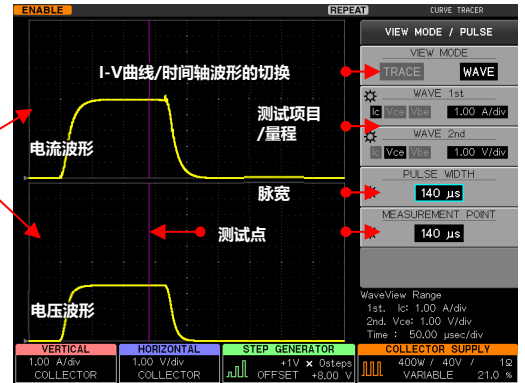 ENABLE
REPEAT
CURVE TRACER
VIEW MODE / PULSE
VIEW MODE
TRACE WAVE
I-V曲线/时间轴波形的切换
WAVE 1st
Ic Vce Vbe 1.00 A/div
测试项目
/量程
WAVE 2nd
Ic Vce Vbe 1.00 V/div
电流波形
PULSE WIDTH
脉宽
140 µs
MEASUREMENT POINT
测试点
140 µs
电压波形
WaveView Range
1st. Ic: 1.00 A/div
2nd. Vce: 1.00 V/div
Time : 50.00 µsec/div
VERTICAL
1.00 A/div
COLLECTOR
HORIZONTAL
1.00 V/div
COLLECTOR
STEP GENERATOR
+1V × 0steps
OFFSET +8.00 V
COLLECTOR SUPPLY
400W / 40V / 1Ω
VARIABLE 21.0 %